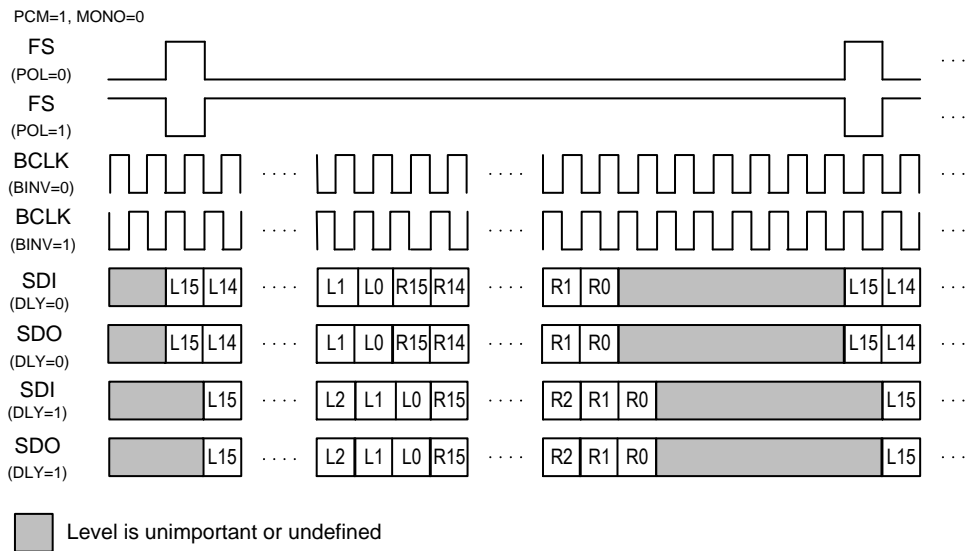 PCM=1, MONO=0
FS
(POL=0)
. . .
FS
(POL=1)
. . .
BCLK
(BINV=0)
. . . . . . . . . . .
BCLK
(BINV=1)
. . . . . . . . . . .
SDI
(DLY=0)
L15 L14 . . . . L1 L0 R15 R14 . . . . R1 R0 L15 L14 . . .
SDO
(DLY=0)
L15 L14 . . . . L1 L0 R15 R14 . . . . R1 R0 L15 L14 . . .
SDI
(DLY=1)
L15 . . . . L2 L1 L0 R15 . . . . R2 R1 R0 L15 . . .
SDO
(DLY=1)
L15 . . . . L2 L1 L0 R15 . . . . R2 R1 R0 L15 . . .
Level is unimportant or undefined